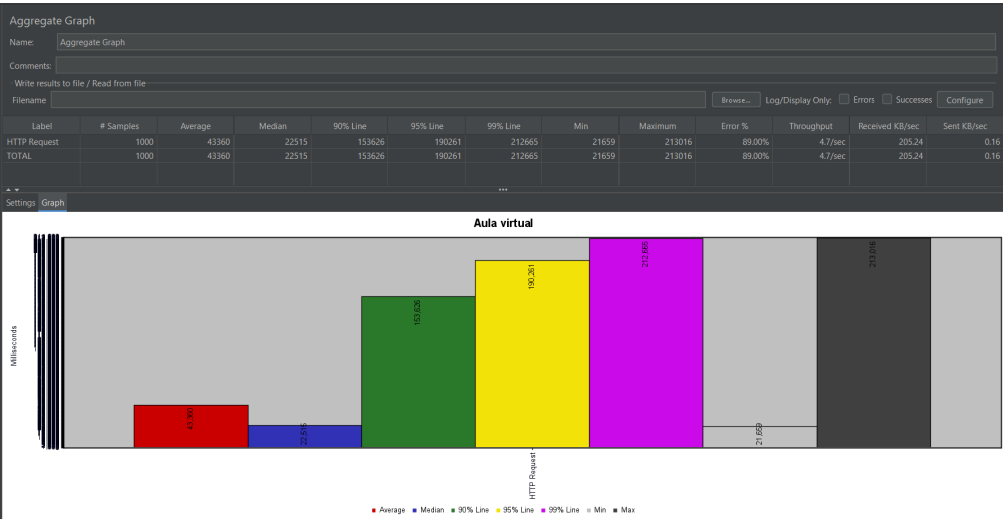 Aggregate Graph
Name: Aggregate Graph
Comments:
Write results to file / Read from file
Filename Browse... Log/Display Only: Errors Successes Configure
Label # Samples Average Median 90% Line 95% Line 99% Line Min Maximum Error % Throughput Received KB/sec Sent KB/sec
HTTP Request 1000 43360 22515 153626 190261 212665 21659 213016 89.00% 4.7/sec 205.24 0.16
TOTAL 1000 43360 22515 153626 190261 212665 21659 213016 89.00% 4.7/sec 205.24 0.16
Settings Graph
Aula virtual
Milliseconds
43,360
22,515
153,626
190,261
212,665
21,659
213,016
HTTP Request
Average Median 90% Line 95% Line 99% Line Min Max